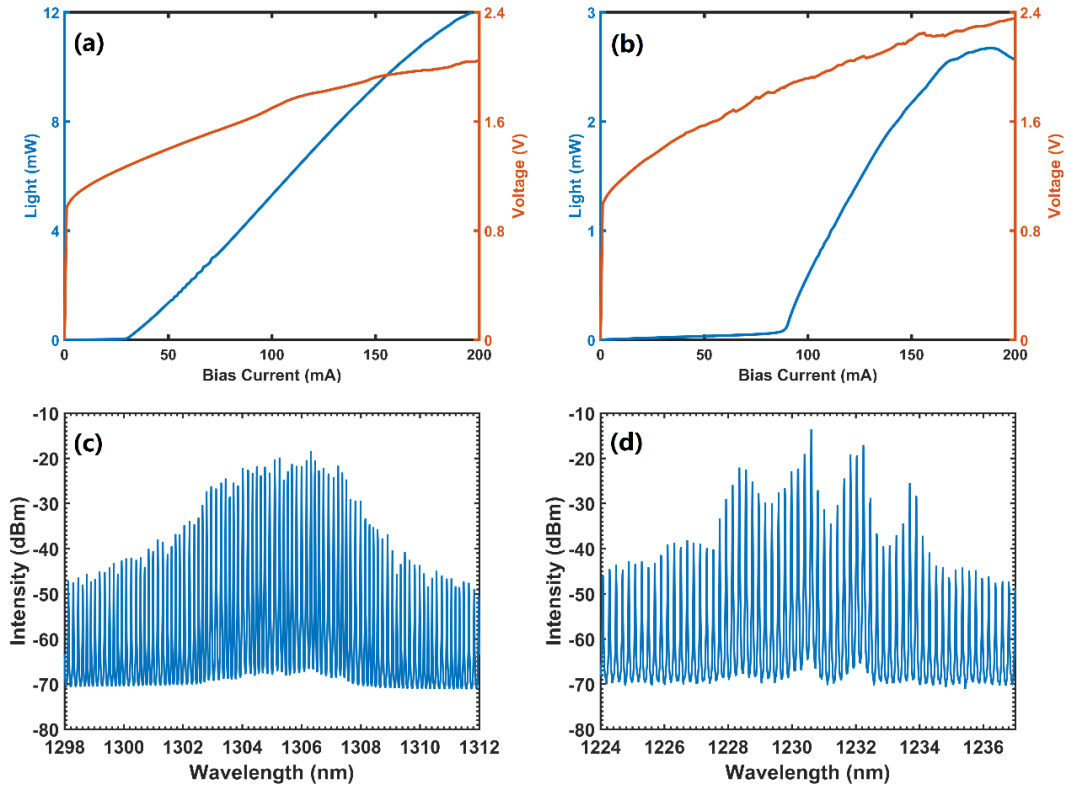 (a)
12
8
4
0
Light (mW)
2.4
1.6
0.8
0
Voltage (V)
0 50 100 150 200
Bias Current (mA)
(b)
3
2
1
0
Light (mW)
2.4
1.6
0.8
0
Voltage (V)
0 50 100 150 200
Bias Current (mA)
(c)
-10
-20
-30
-40
-50
-60
-70
-80
Intensity (dBm)
1298 1300 1302 1304 1306 1308 1310 1312
Wavelength (nm)
(d)
-10
-20
-30
-40
-50
-60
-70
-80
Intensity (dBm)
1224 1226 1228 1230 1232 1234 1236
Wavelength (nm)